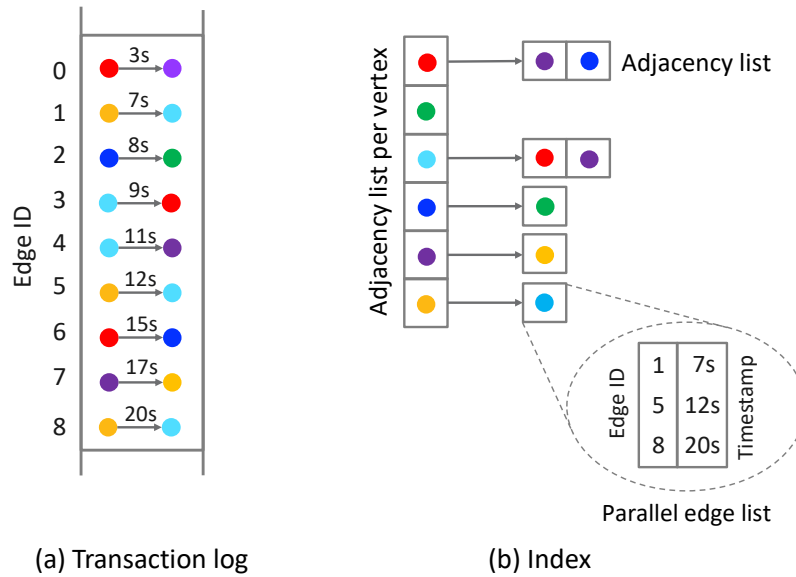 Edge ID
0 3s
1 7s
2 8s
3 9s
4 11s
5 12s
6 15s
7 17s
8 20s
(a) Transaction log
Adjacency list per vertex
Adjacency list
Edge ID
1 7s
5 12s
8 20s
Timestamp
Parallel edge list
(b) Index